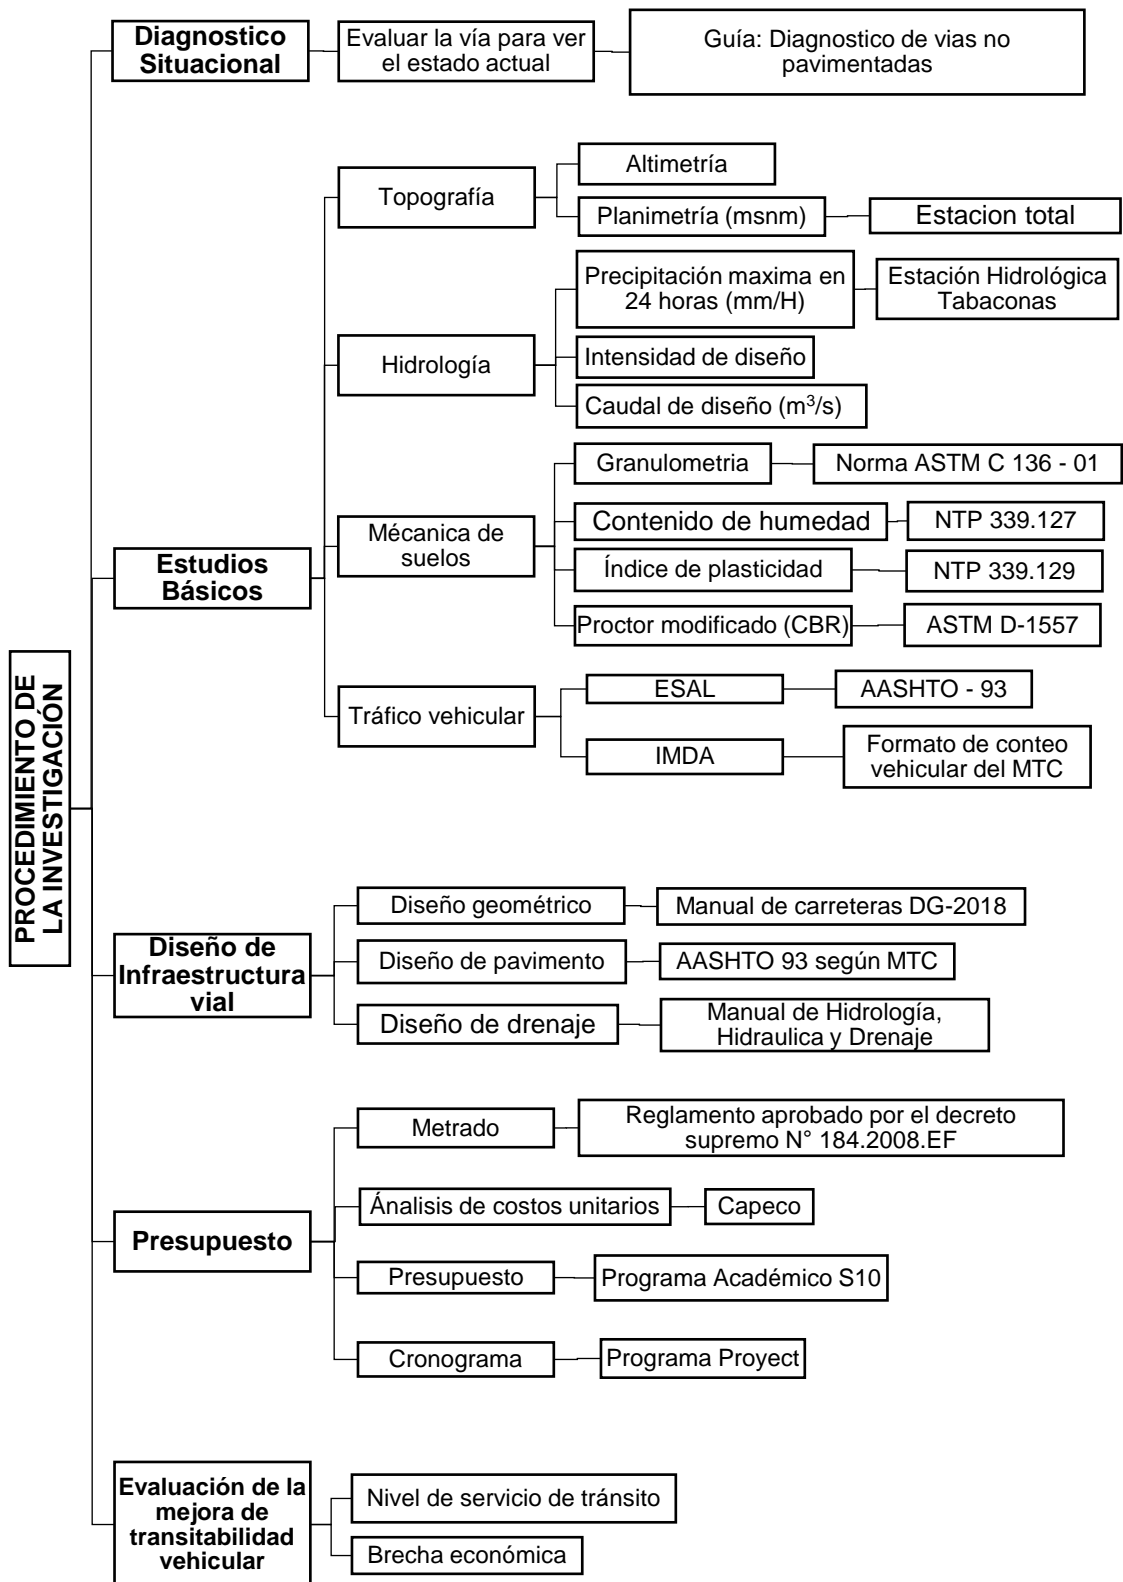 PROCEDIMIENTO DE
LA INVESTIGACIÓN
Diagnostico
Situacional
Evaluar la vía para ver
el estado actual
Guía: Diagnostico de vias no
pavimentadas
Estudios
Básicos
Topografía
Altimetría
Planimetría (msnm)
Estacion total
Hidrología
Precipitación maxima en
24 horas (mm/H)
Estación Hidrológica
Tabaconas
Intensidad de diseño
Caudal de diseño (m³/s)
Mécanica de
suelos
Granulometria
Norma ASTM C 136 - 01
Contenido de humedad
NTP 339.127
Índice de plasticidad
NTP 339.129
Proctor modificado (CBR)
ASTM D-1557
Tráfico vehicular
ESAL
AASHTO - 93
IMDA
Formato de conteo
vehicular del MTC
Diseño de
Infraestructura
vial
Diseño geométrico
Manual de carreteras DG-2018
Diseño de pavimento
AASHTO 93 según MTC
Diseño de drenaje
Manual de Hidrología,
Hidraulica y Drenaje
Presupuesto
Metrado
Reglamento aprobado por el decreto
supremo N° 184.2008.EF
Ánalisis de costos unitarios
Capeco
Presupuesto
Programa Académico S10
Cronograma
Programa Proyect
Evaluación de la
mejora de
transitabilidad
vehicular
Nivel de servicio de tránsito
Brecha económica